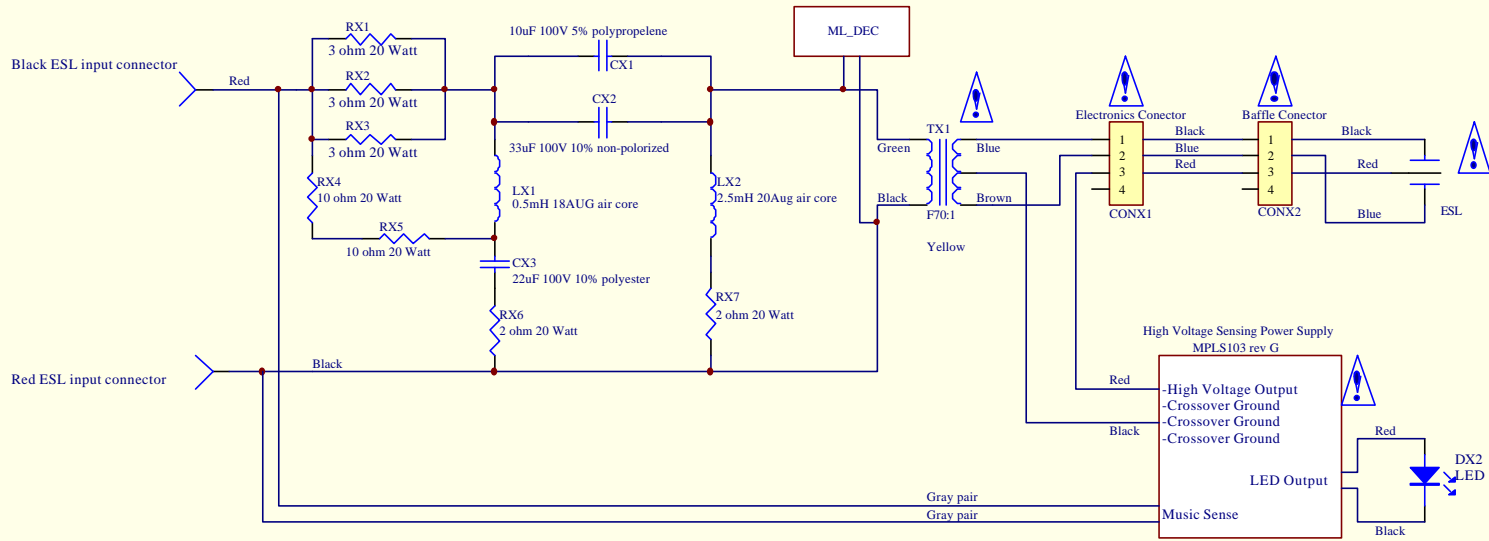 Black ESL input connector
Red
RX1
3 ohm 20 Watt
RX2
3 ohm 20 Watt
RX3
3 ohm 20 Watt
RX4
10 ohm 20 Watt
RX5
10 ohm 20 Watt
10uF 100V 5% polypropelene
CX1
CX2
33uF 100V 10% non-polorized
LX1
0.5mH 18AUG air core
CX3
22uF 100V 10% polyester
RX6
2 ohm 20 Watt
LX2
2.5mH 20Aug air core
RX7
2 ohm 20 Watt
Red ESL input connector
Black
ML_DEC
Green
Black
TX1
F70:1
Yellow
Blue
Brown
Electronics Conector
1
2
3
4
CONX1
Black
Blue
Red
Baffle Conector
1
2
3
4
CONX2
Black
Red
Blue
ESL
High Voltage Sensing Power Supply
MPLS103 rev G
Red
-High Voltage Output
-Crossover Ground
-Crossover Ground
-Crossover Ground
Black
LED Output
Music Sense
Gray pair
Gray pair
Red
DX2
LED
Black